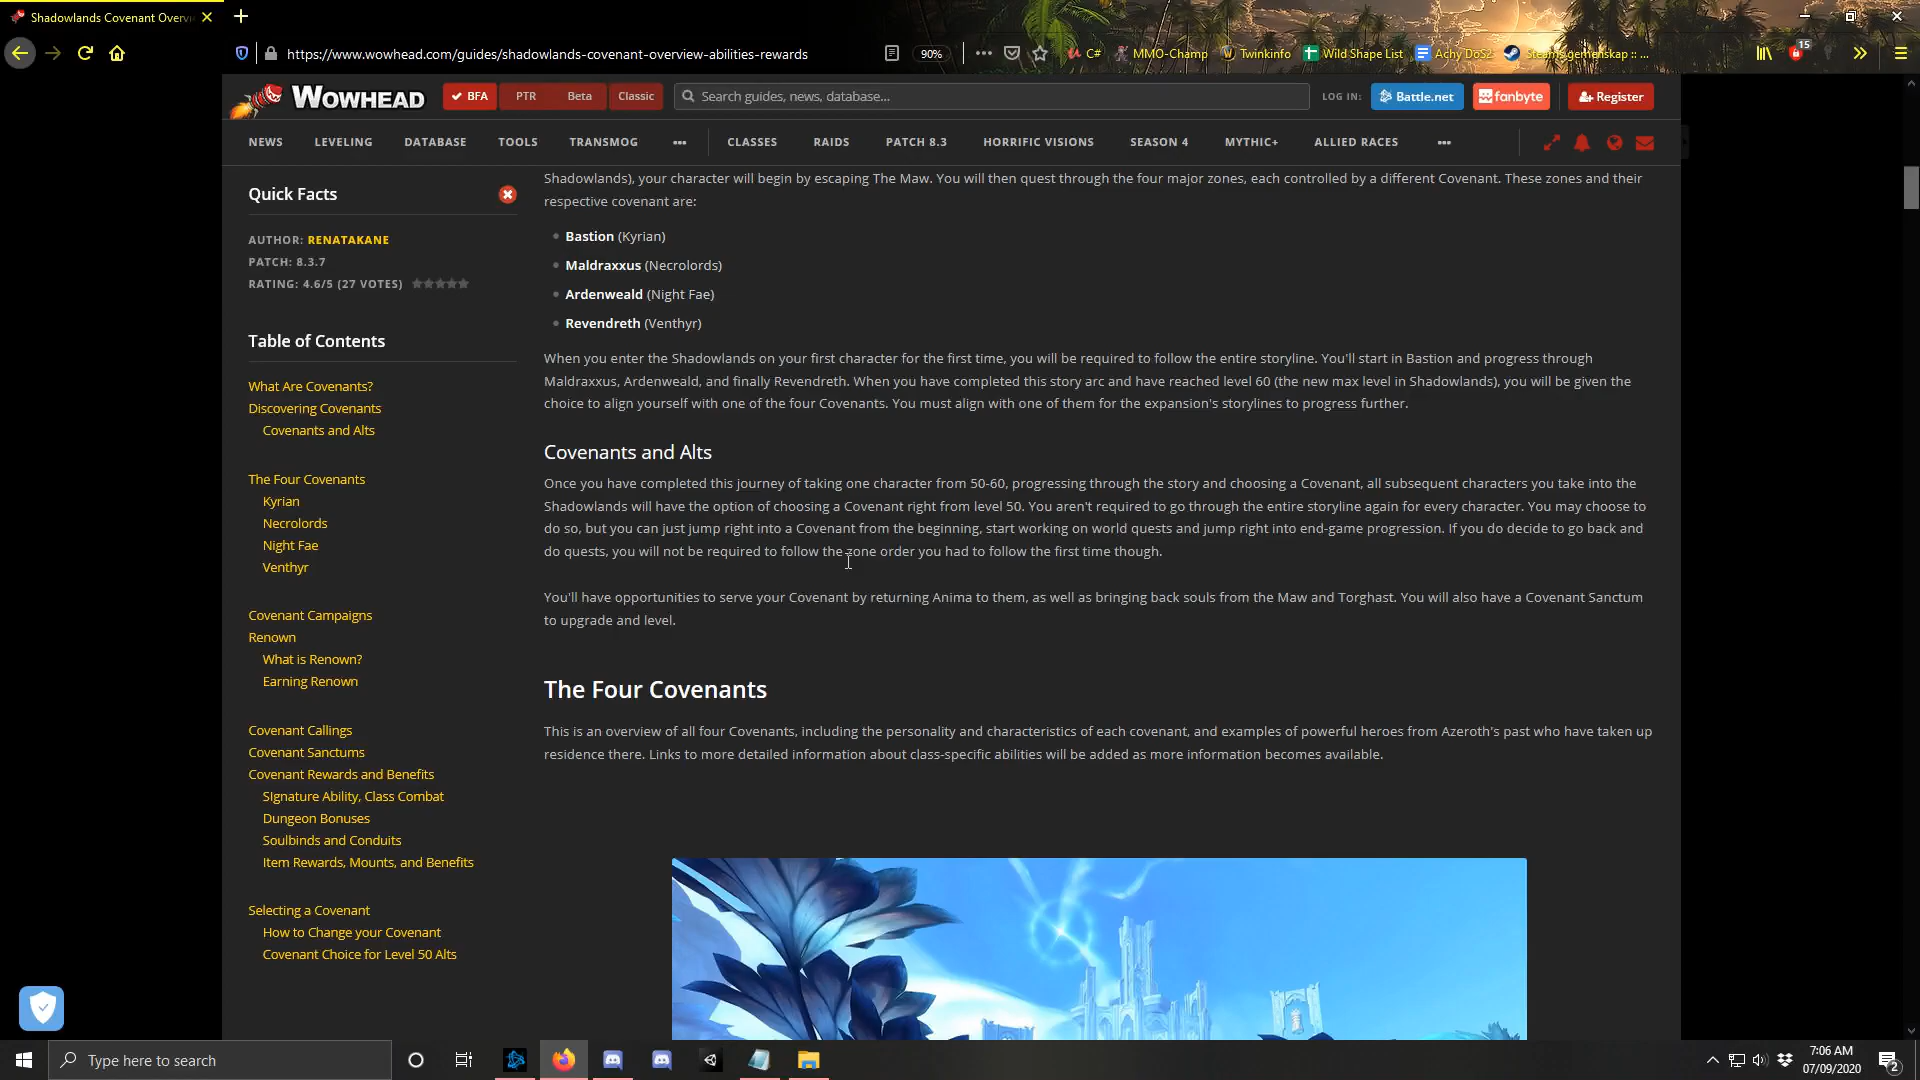 Shadowlands Covenant Overvi
https://www.wowhead.com/guides/shadowlands-covenant-overview-abilities-rewards
90%
C#
MMO-Champ
Twinkinfo
Wild Shape List
Achy DoS2
Steams gemenskap :: ...
15
WOWHEAD
BFA
PTR
Beta
Classic
Search guides, news, database...
LOG IN:
Battle.net
fanbyte
Register
NEWS
LEVELING
DATABASE
TOOLS
TRANSMOG
CLASSES
RAIDS
PATCH 8.3
HORRIFIC VISIONS
SEASON 4
MYTHIC+
ALLIED RACES
Quick Facts
AUTHOR: RENATAKANE
PATCH: 8.3.7
RATING: 4.6/5 (27 VOTES)
Table of Contents
What Are Covenants?
Discovering Covenants
Covenants and Alts
The Four Covenants
Kyrian
Necrolords
Night Fae
Venthyr
Covenant Campaigns
Renown
What is Renown?
Earning Renown
Covenant Callings
Covenant Sanctums
Covenant Rewards and Benefits
SIgnature Ability, Class Combat
Dungeon Bonuses
Soulbinds and Conduits
Item Rewards, Mounts, and Benefits
Selecting a Covenant
How to Change your Covenant
Covenant Choice for Level 50 Alts
Shadowlands), your character will begin by escaping The Maw. You will then quest through the four major zones, each controlled by a different Covenant. These zones and their
respective covenant are:
Bastion (Kyrian)
Maldraxxus (Necrolords)
Ardenweald (Night Fae)
Revendreth (Venthyr)
When you enter the Shadowlands on your first character for the first time, you will be required to follow the entire storyline. You'll start in Bastion and progress through
Maldraxxus, Ardenweald, and finally Revendreth. When you have completed this story arc and have reached level 60 (the new max level in Shadowlands), you will be given the
choice to align yourself with one of the four Covenants. You must align with one of them for the expansion's storylines to progress further.
Covenants and Alts
Once you have completed this journey of taking one character from 50-60, progressing through the story and choosing a Covenant, all subsequent characters you take into the
Shadowlands will have the option of choosing a Covenant right from level 50. You aren't required to go through the entire storyline again for every character. You may choose to
do so, but you can just jump right into a Covenant from the beginning, start working on world quests and jump right into end-game progression. If you do decide to go back and
do quests, you will not be required to follow the zone order you had to follow the first time though.
You'll have opportunities to serve your Covenant by returning Anima to them, as well as bringing back souls from the Maw and Torghast. You will also have a Covenant Sanctum
to upgrade and level.
The Four Covenants
This is an overview of all four Covenants, including the personality and characteristics of each covenant, and examples of powerful heroes from Azeroth's past who have taken up
residence there. Links to more detailed information about class-specific abilities will be added as more information becomes available.
Type here to search
7:06 AM
07/09/2020
2